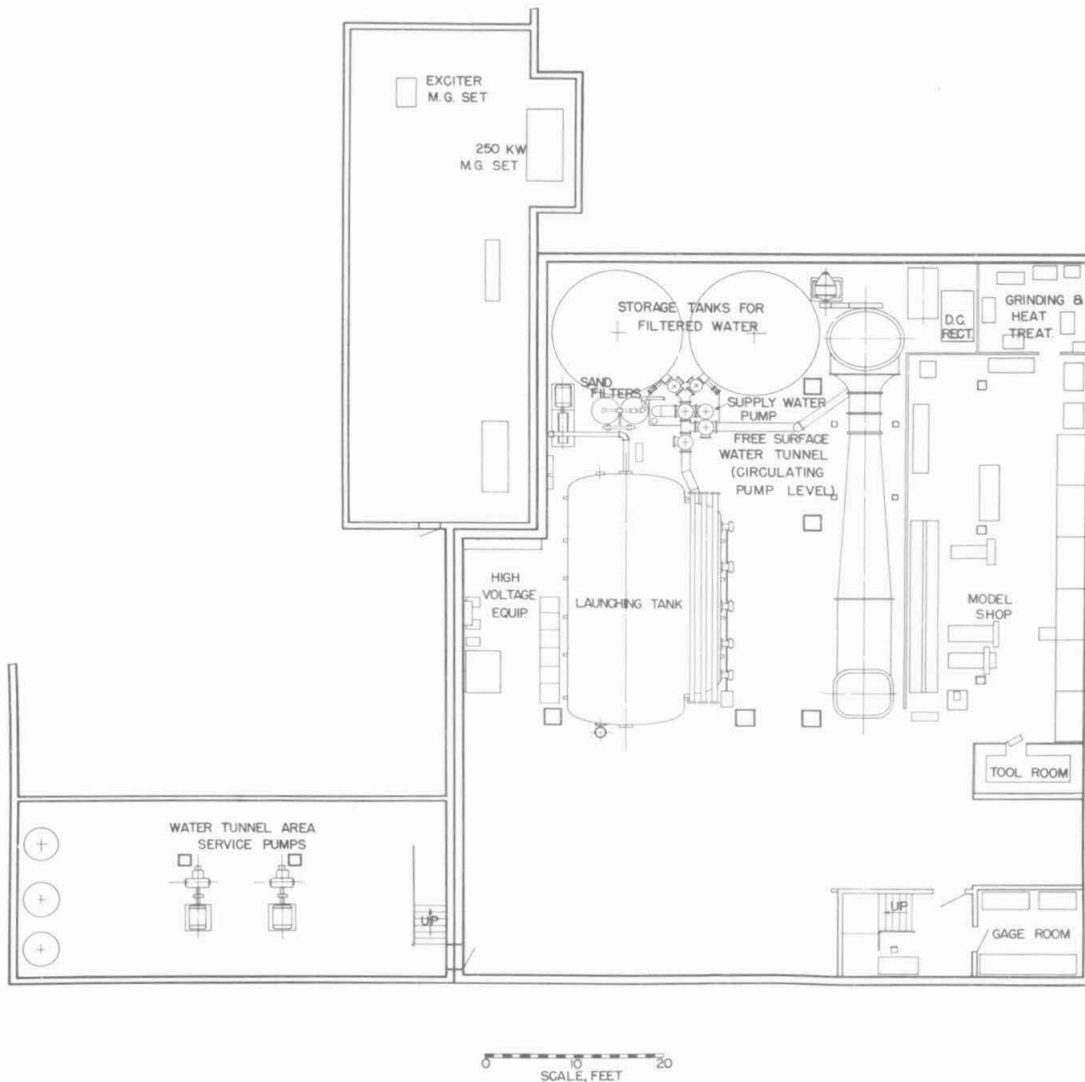 EXCITER
M.G. SET
250 KW
M.G. SET
STORAGE TANKS FOR
FILTERED WATER
D.C.
RECT.
GRINDING &
HEAT
TREAT.
SAND
FILTERS
SUPPLY WATER
PUMP
FREE SURFACE
WATER TUNNEL
(CIRCULATING
PUMP LEVEL)
HIGH
VOLTAGE
EQUIP.
LAUNCHING TANK
MODEL
SHOP
TOOL ROOM
WATER TUNNEL AREA
SERVICE PUMPS
UP
UP
GAGE ROOM
0 10 20
SCALE, FEET